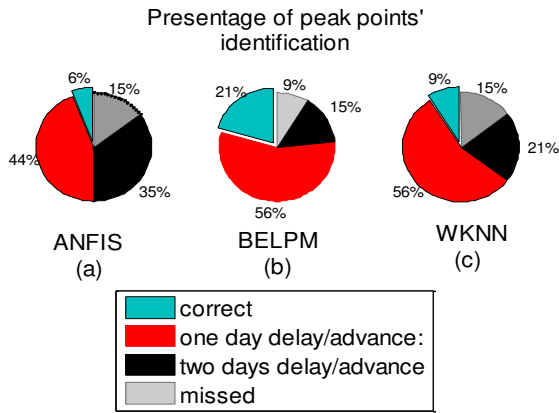 Presentage of peak points'
identification
6%
15%
44%
35%
ANFIS
(a)
21%
9%
15%
56%
BELPM
(b)
9%
15%
21%
56%
WKNN
(c)
correct
one day delay/advance:
two days delay/advance
missed